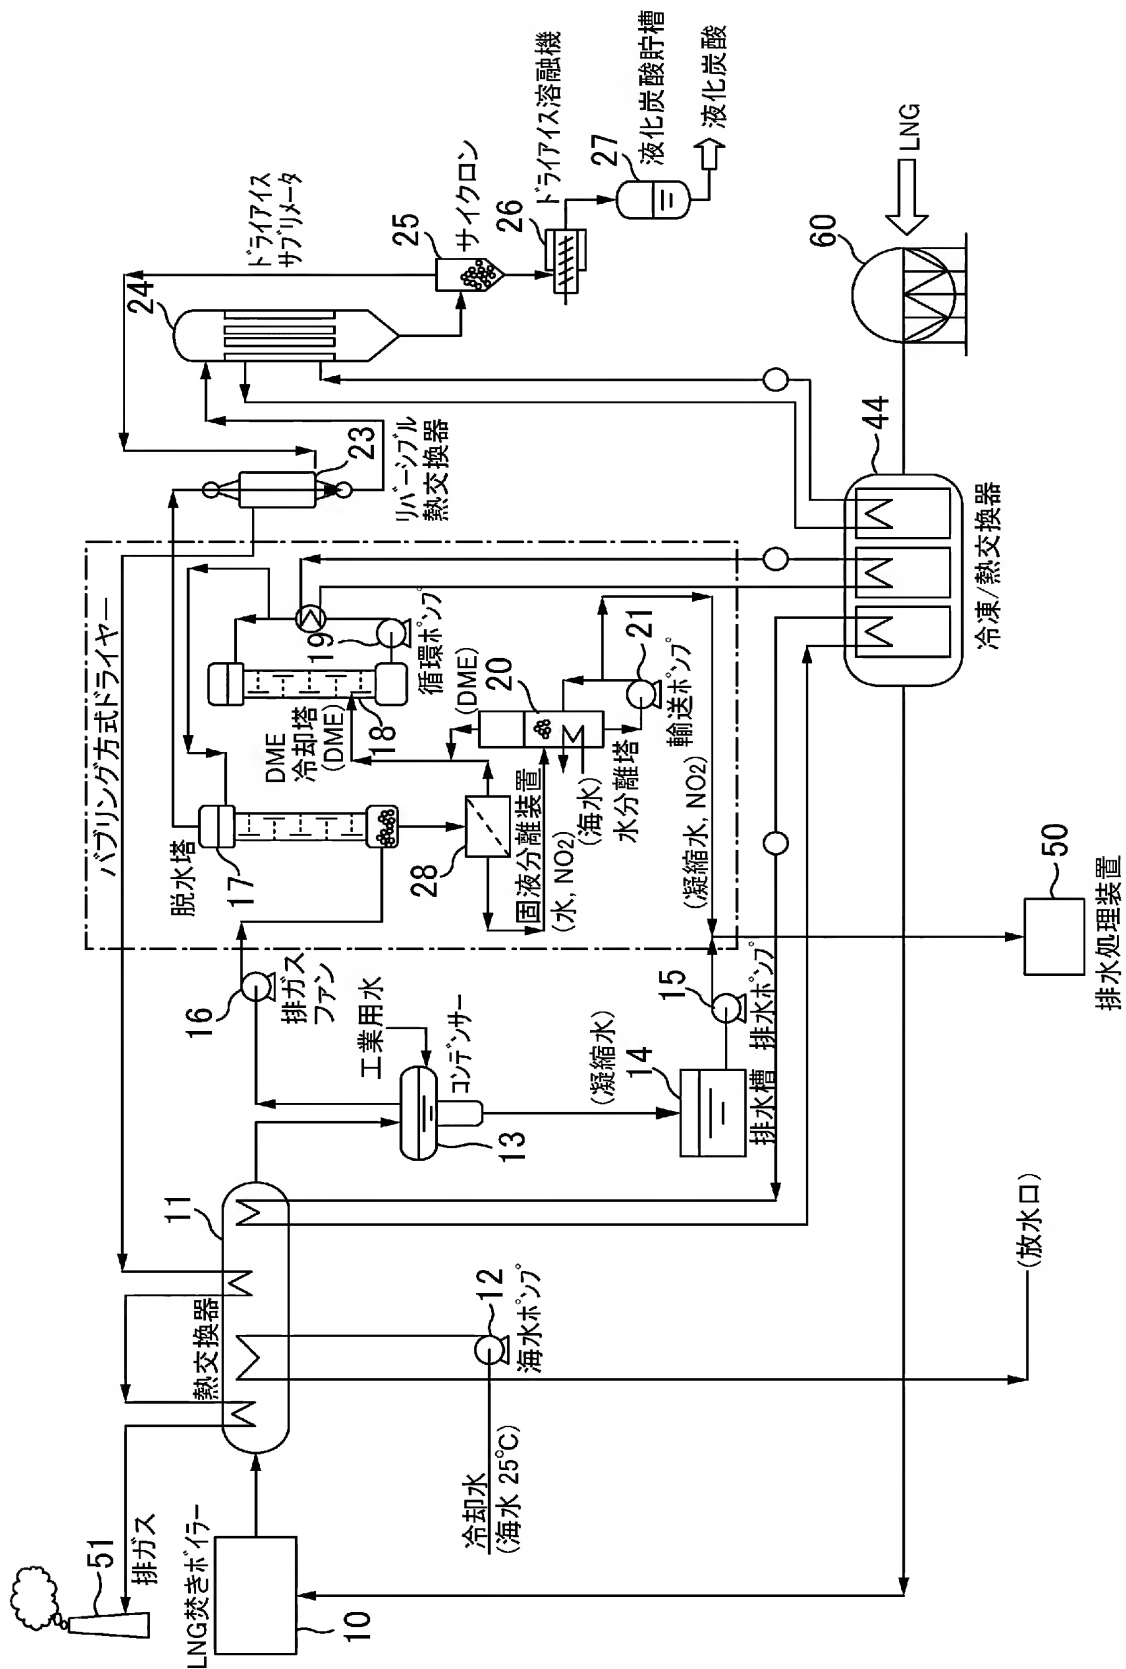 51
排ガス
LNG焚きボイラー
10
熱交換器
11
冷却水
(海水 25℃)
12
海水ポンプ
(放水口)
工業用水
コンデンサー
13
(凝縮水)
14
排水槽
15
排水ポンプ
16
排ガス
ファン
50
排水処理装置
バブリング方式ドライヤー
脱水塔
17
DME
冷却塔
(DME)
18
19
循環ポンプ
28
固液分離装置
(水, NO2)
(DME)
20
(海水)
水分離塔
21
輸送ポンプ
(凝縮水, NO2)
23
リバーシブル
熱交換器
24
ドライアイス
サブリメータ
25
サイクロン
26
ドライアイス溶融機
27
液化炭酸貯槽
液化炭酸
44
冷凍/熱交換器
60
LNG